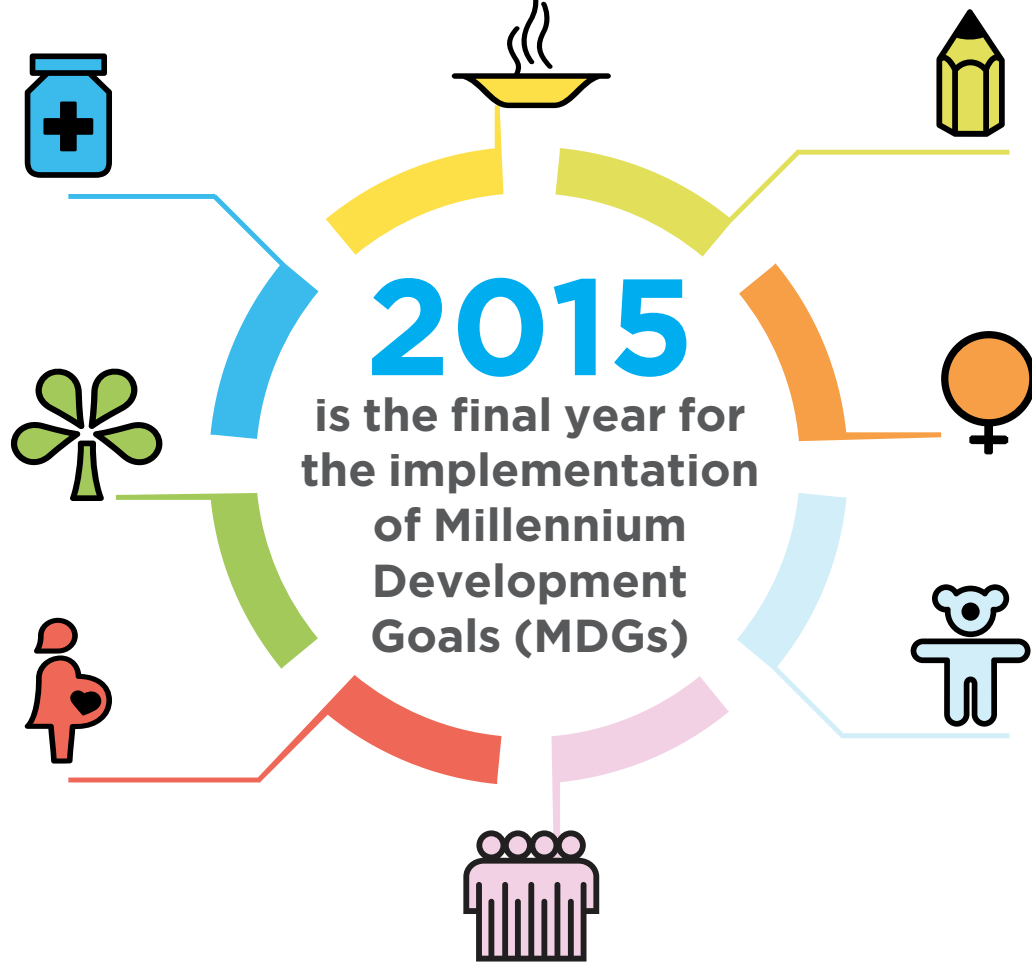 2015
is the final year for
the implementation
of Millennium
Development
Goals (MDGs)